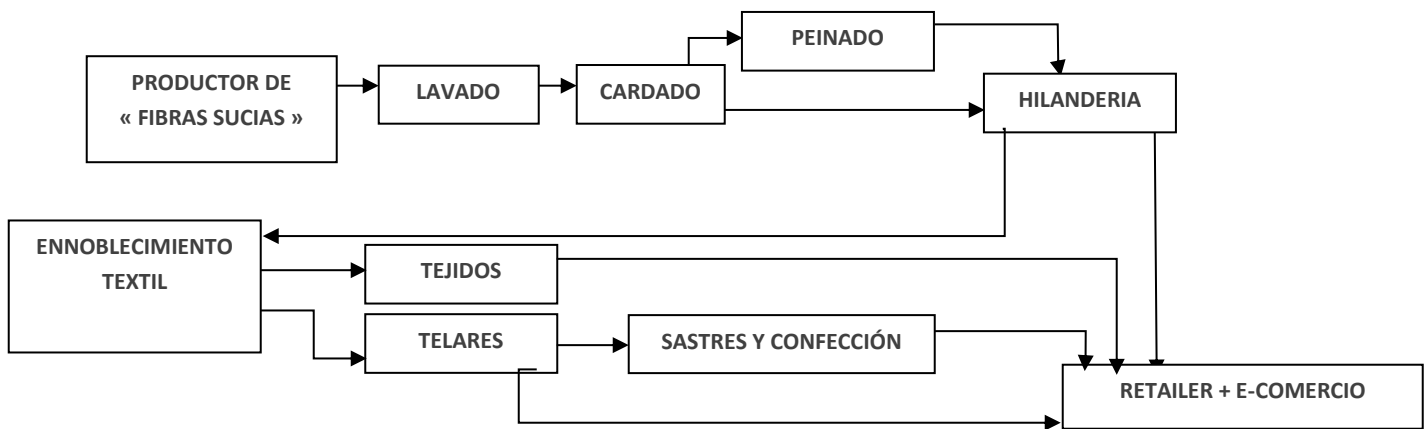 PEINADO
PRODUCTOR DE
« FIBRAS SUCIAS »
LAVADO
CARDADO
HILANDERIA
ENNOBLECIMIENTO
TEXTIL
TEJIDOS
TELARES
SASTRES Y CONFECCIÓN
RETAILER + E-COMERCIO